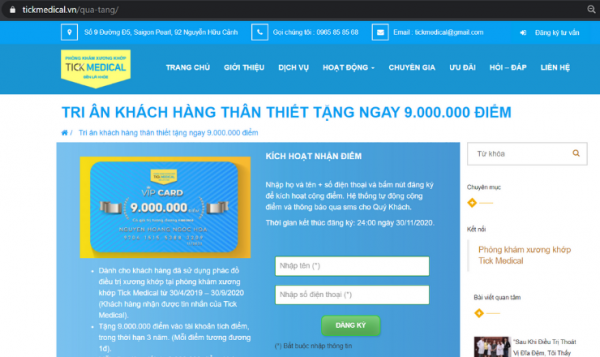 tickmedical.vn/qua-tang/
Số 9 Đường Đ5, Saigon Pearl, 92 Nguyễn Hữu Cảnh
Gọi chúng tôi : 0965 85 85 68
Email : tickmedical@gmail.com
Đăng ký tư vấn
PHÒNG KHÁM XƯƠNG KHỚP
TICK MEDICAL
TRANG CHỦ GIỚI THIỆU DỊCH VỤ HOẠT ĐỘNG CHUYÊN GIA ƯU ĐÃI HỎI – ĐÁP LIÊN HỆ
TRI ÂN KHÁCH HÀNG THÂN THIẾT TẶNG NGAY 9.000.000 ĐIỂM
/ Tri ân khách hàng thân thiết tặng ngay 9.000.000 điểm
TICK MEDICAL
VIP CARD
9.000.000
KÍCH HOẠT NHẬN ĐIỂM
Nhập họ và tên + số điện thoại và bấm nút đăng ký
để kích hoạt cộng điểm. Hệ thống tự động cộng
điểm và thông báo qua sms cho Quý Khách.
Thời gian kết thúc đăng ký: 24:00 ngày 30/11/2020.
Nhập tên (*)
Nhập số điện thoại (*)
ĐĂNG KÝ
(*) Bắt buộc nhập thông tin
Dành cho khách hàng đã sử dụng phác đồ
điều trị xương khớp tại phòng khám xương
khớp Tick Medical từ 30/4/2019 – 30/8/2020
(Khách hàng nhận được tin nhắn của Tick
Medical).
Tặng 9.000.000 điểm vào tài khoản tích điểm,
trong thời hạn 3 năm. (Mỗi điểm tương đương
1đ).
Từ khóa
Chuyên mục
Kết nối
Phòng khám xương khớp
Tick Medical
Bài viết quan tâm
"Sau Khi Điều Trị Thoát
Vị Đĩa Đệm, Tôi Thấy